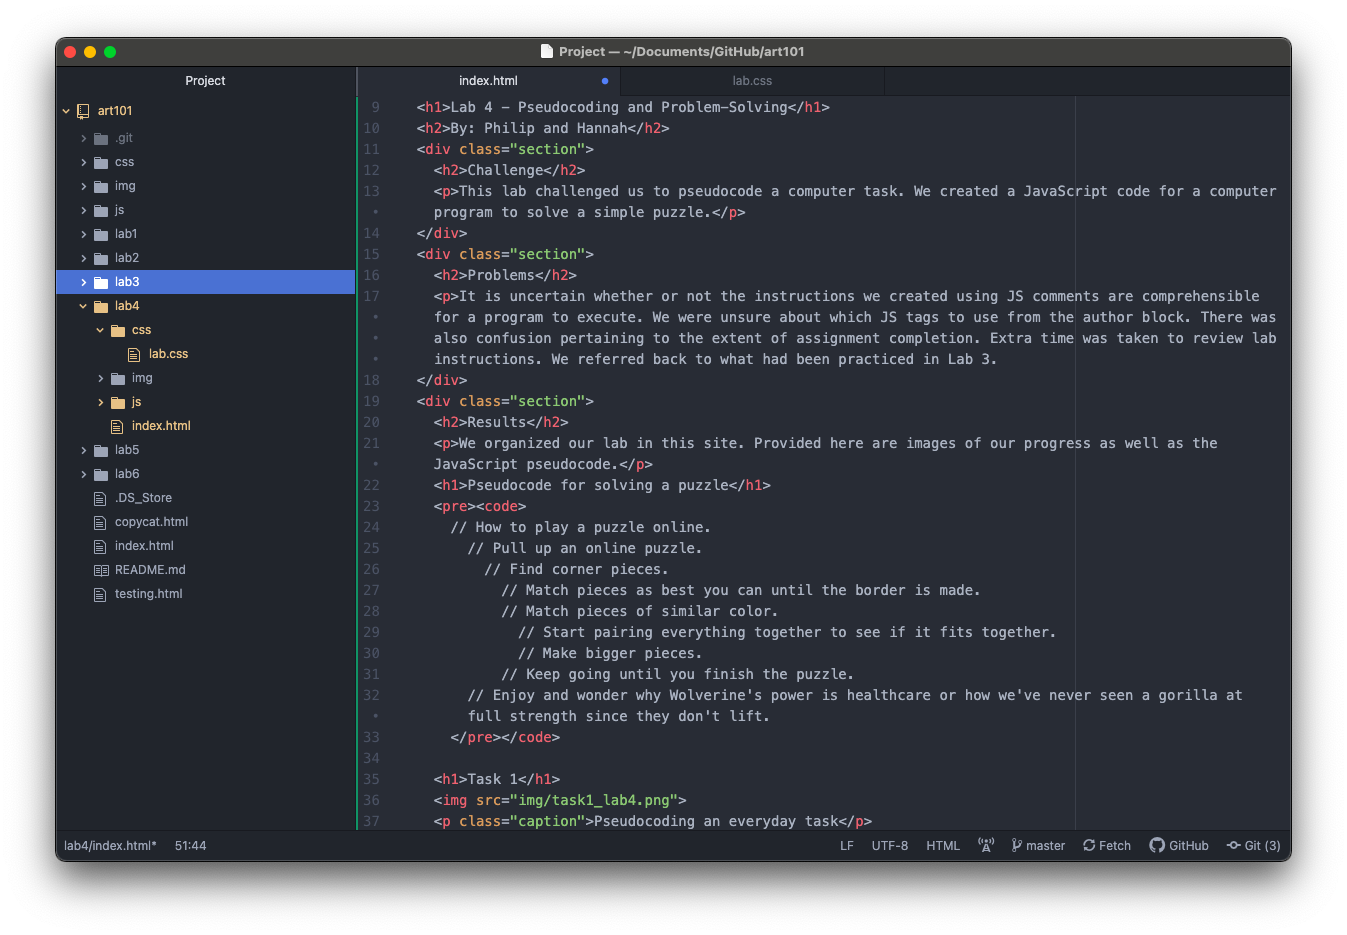 Project — ~/Documents/GitHub/art101
Project
index.html
lab.css
art101
.git
css
img
js
lab1
lab2
lab3
lab4
css
lab.css
img
js
index.html
lab5
lab6
.DS_Store
copycat.html
index.html
README.md
testing.html
9 <h1>Lab 4 - Pseudocoding and Problem-Solving</h1>
10 <h2>By: Philip and Hannah</h2>
11 <div class="section">
12 <h2>Challenge</h2>
13 <p>This lab challenged us to pseudocode a computer task. We created a JavaScript code for a computer
• program to solve a simple puzzle.</p>
14 </div>
15 <div class="section">
16 <h2>Problems</h2>
17 <p>It is uncertain whether or not the instructions we created using JS comments are comprehensible
• for a program to execute. We were unsure about which JS tags to use from the author block. There was
• also confusion pertaining to the extent of assignment completion. Extra time was taken to review lab
• instructions. We referred back to what had been practiced in Lab 3.
18 </div>
19 <div class="section">
20 <h2>Results</h2>
21 <p>We organized our lab in this site. Provided here are images of our progress as well as the
• JavaScript pseudocode.</p>
22 <h1>Pseudocode for solving a puzzle</h1>
23 <pre><code>
24 // How to play a puzzle online.
25 // Pull up an online puzzle.
26 // Find corner pieces.
27 // Match pieces as best you can until the border is made.
28 // Match pieces of similar color.
29 // Start pairing everything together to see if it fits together.
30 // Make bigger pieces.
31 // Keep going until you finish the puzzle.
32 // Enjoy and wonder why Wolverine's power is healthcare or how we've never seen a gorilla at
• full strength since they don't lift.
33 </pre></code>
34
35 <h1>Task 1</h1>
36 <img src="img/task1_lab4.png">
37 <p class="caption">Pseudocoding an everyday task</p>
lab4/index.html* 51:44 LF UTF-8 HTML master Fetch GitHub Git (3)